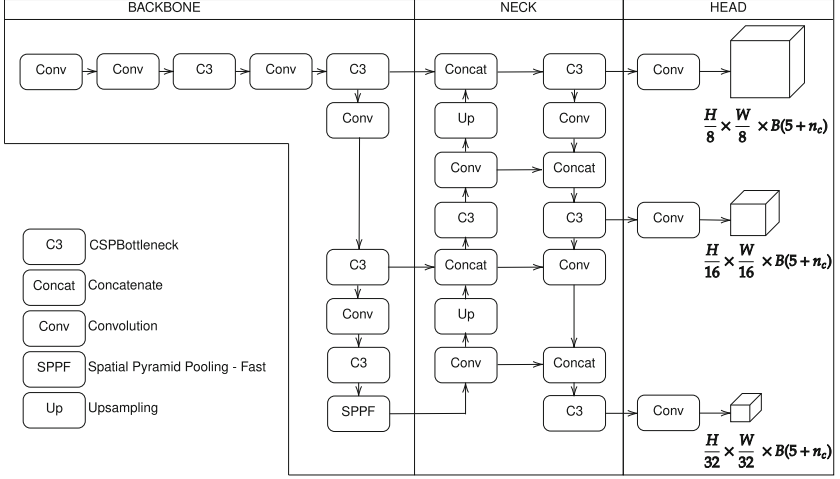 BACKBONE NECK HEAD
Conv Conv C3 Conv C3 Concat C3 Conv
Conv Up Conv
H/8 × W/8 × B(5 + n_c)
Conv Concat
C3 C3 Conv
C3 CSPBottleneck
H/16 × W/16 × B(5 + n_c)
C3 Concat Conv
Concat Concatenate
Conv Up
Conv Convolution
C3 Conv Concat
SPPF Spatial Pyramid Pooling - Fast
Up Upsampling
SPPF C3 Conv
H/32 × W/32 × B(5 + n_c)